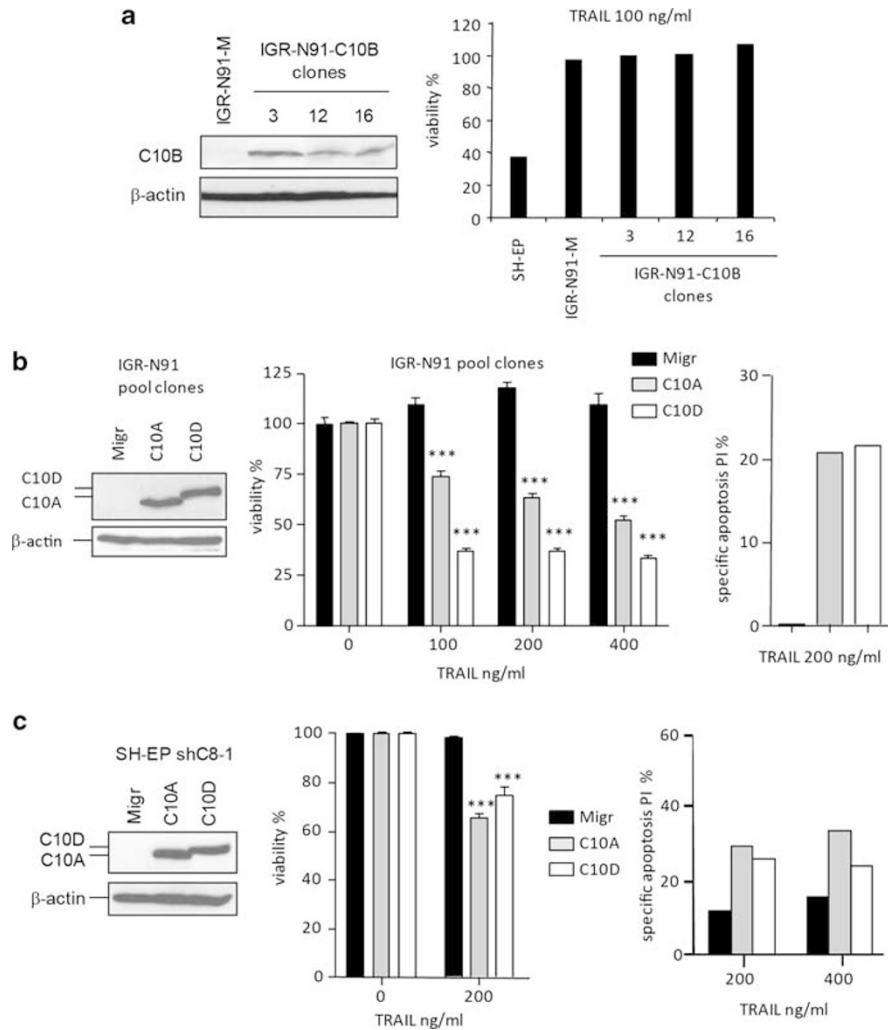 a
IGR-N91-M
IGR-N91-C10B
clones
3 12 16
C10B
β-actin
TRAIL 100 ng/ml
viability %
120
100
80
60
40
20
0
SH-EP
IGR-N91-M
3 12 16
IGR-N91-C10B
clones
b
IGR-N91
pool clones
Migr
C10A
C10D
C10D
C10A
β-actin
IGR-N91 pool clones
Migr
C10A
C10D
viability %
125
100
75
50
25
0
***
***
***
***
***
***
0 100 200 400
TRAIL ng/ml
specific apoptosis PI %
30
20
10
0
TRAIL 200 ng/ml
c
SH-EP shC8-1
Migr
C10A
C10D
C10D
C10A
β-actin
viability %
100
80
60
40
20
0
***
***
0 200
TRAIL ng/ml
Migr
C10A
C10D
specific apoptosis PI %
60
40
20
0
200 400
TRAIL ng/ml